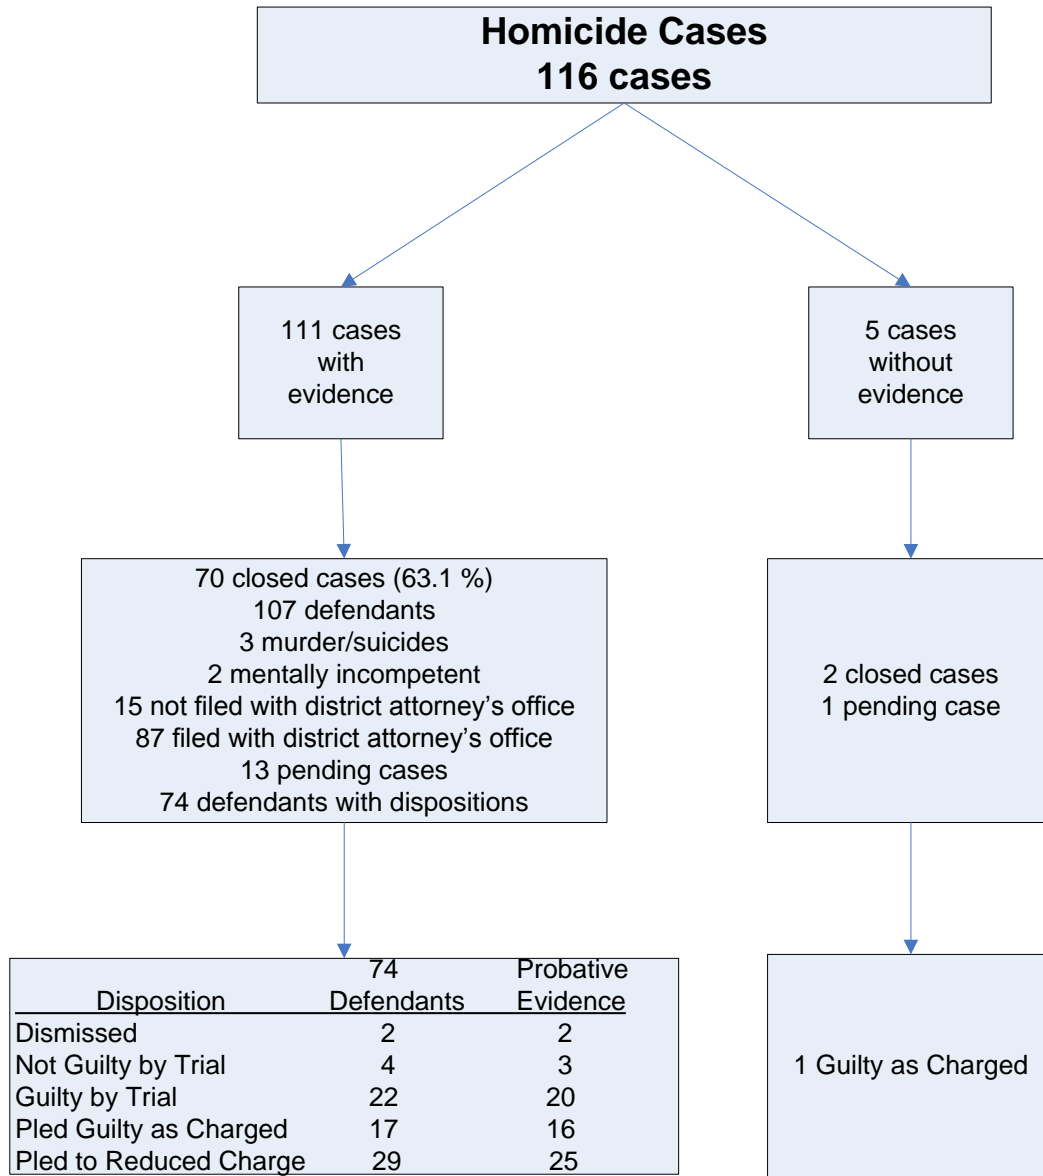 Homicide Cases
116 cases
111 cases
with
evidence
5 cases
without
evidence
70 closed cases (63.1 %)
107 defendants
3 murder/suicides
2 mentally incompetent
15 not filed with district attorney’s office
87 filed with district attorney’s office
13 pending cases
74 defendants with dispositions
2 closed cases
1 pending case
74 Probative
Disposition Defendants Evidence
Dismissed 2 2
Not Guilty by Trial 4 3
Guilty by Trial 22 20
Pled Guilty as Charged 17 16
Pled to Reduced Charge 29 25
1 Guilty as Charged